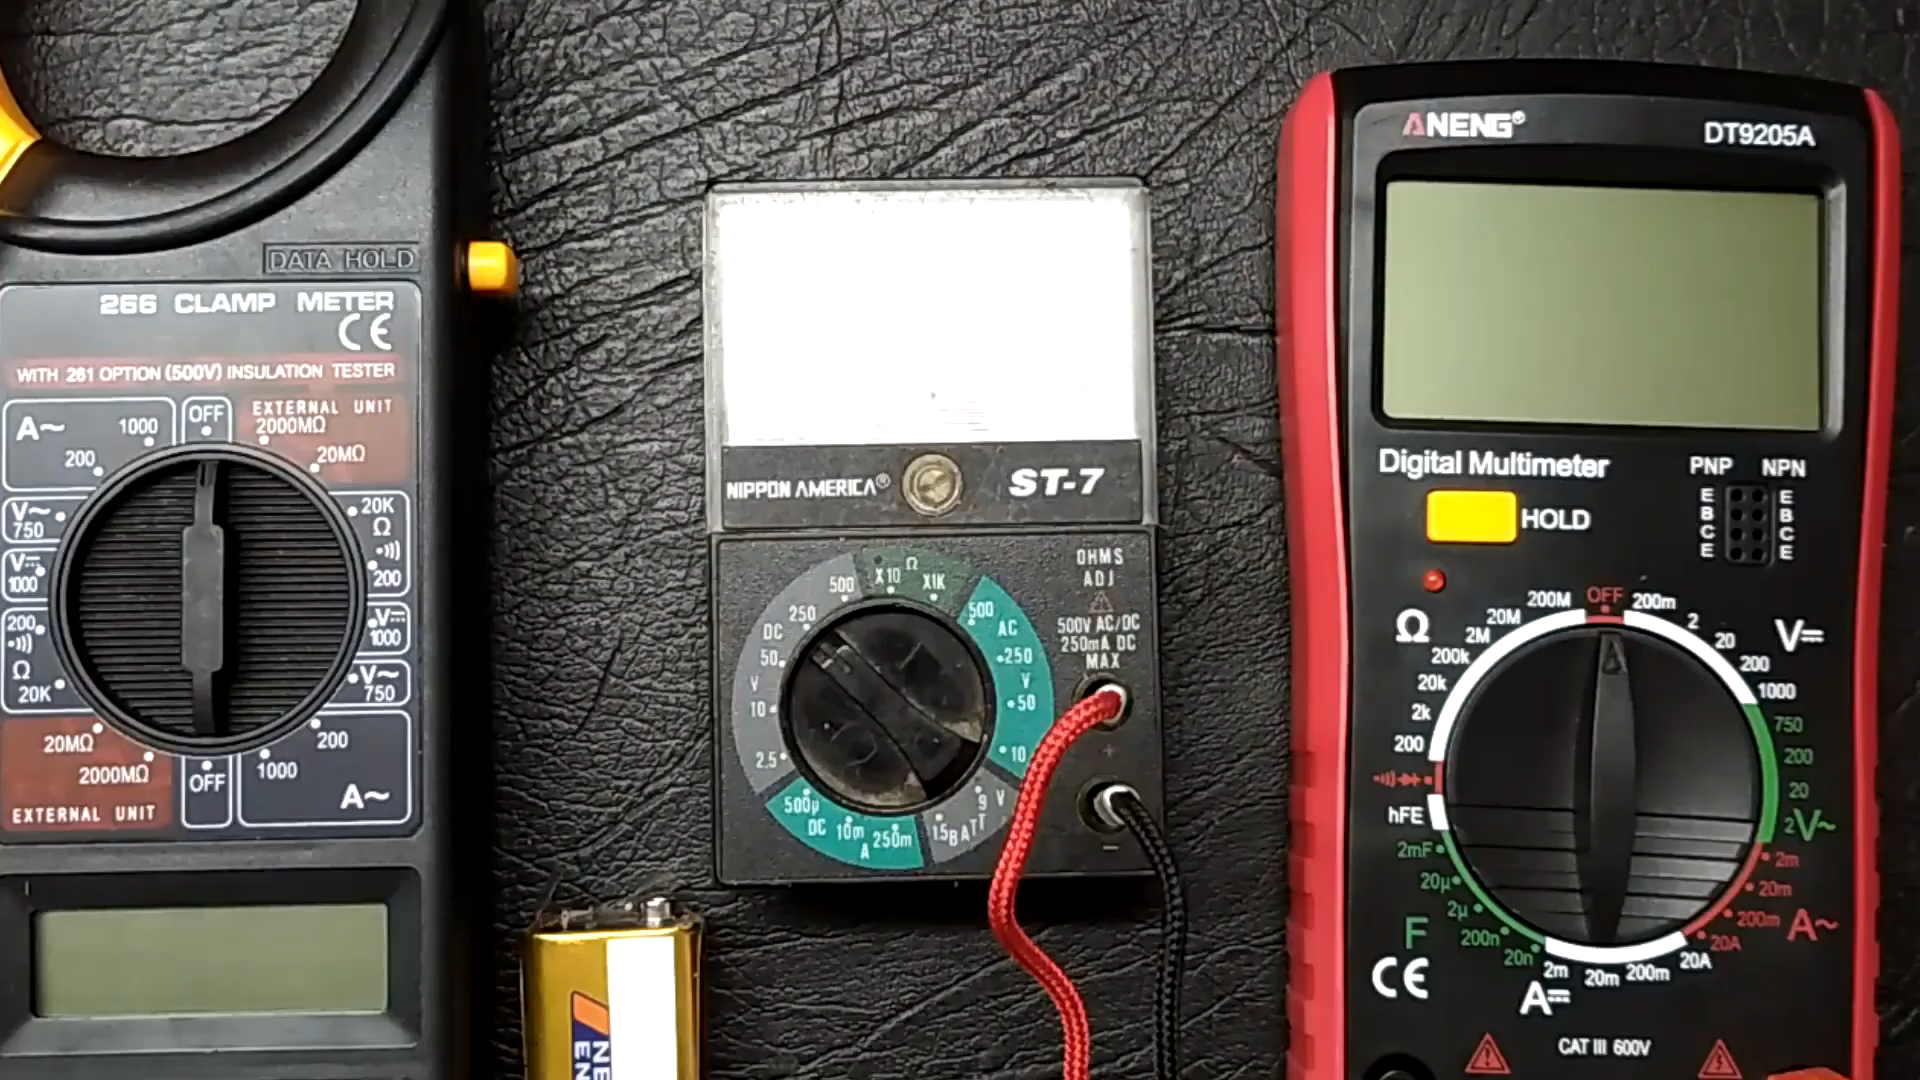 DATA HOLD
266 CLAMP METER
CE
WITH 261 OPTION (500V) INSULATION TESTER
A~
1000
200
OFF
EXTERNAL UNIT
2000MΩ
20MΩ
V~
750
V⎓
1000
200
Ω
20K
20K
Ω
200
V⎓
1000
V~
750
20MΩ
2000MΩ
EXTERNAL UNIT
OFF
200
1000
A~
NIPPON AMERICA® ST-7
OHMS
ADJ
500V AC/DC
250mA DC
MAX
+
−
X10 Ω X1K
500
250
DC
50
V
10
2.5
500
AC
250
V
50
10
500µ
DC
10m
A
250m
1.5
BATT
9 V
ANENG®
DT9205A
Digital Multimeter
HOLD
PNP NPN
E E
B B
C C
E E
OFF
200M
20M
2M
200k
20k
2k
200
Ω
hFE
2mF
20µ
2µ
200n
20n
F
200m
2
20
200
1000
V⎓
750
200
20
2
V~
2m
20m
200m
20A
A~
2m
20m
200m
20A
A⎓
CE
CAT III 600V